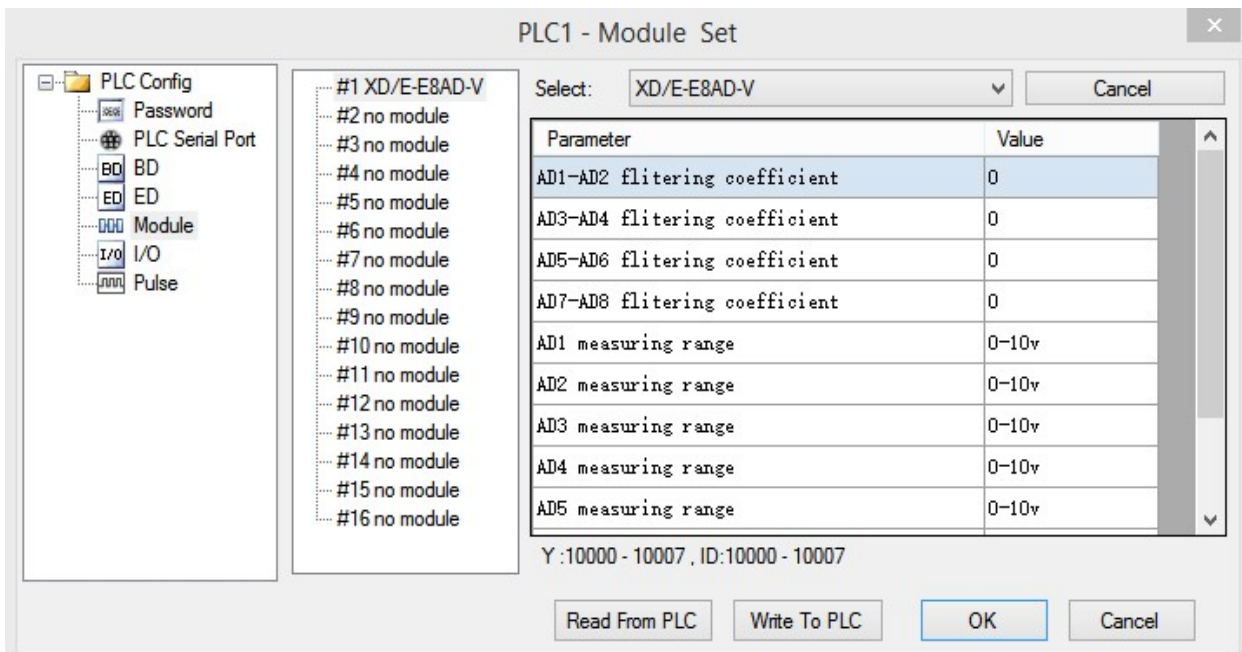 PLC1 - Module Set
PLC Config
Password
PLC Serial Port
BD BD
ED ED
Module
I/O I/O
Pulse
#1 XD/E-E8AD-V
#2 no module
#3 no module
#4 no module
#5 no module
#6 no module
#7 no module
#8 no module
#9 no module
#10 no module
#11 no module
#12 no module
#13 no module
#14 no module
#15 no module
#16 no module
Select: XD/E-E8AD-V Cancel
Parameter Value
AD1-AD2 flitering coefficient 0
AD3-AD4 flitering coefficient 0
AD5-AD6 flitering coefficient 0
AD7-AD8 flitering coefficient 0
AD1 measuring range 0-10v
AD2 measuring range 0-10v
AD3 measuring range 0-10v
AD4 measuring range 0-10v
AD5 measuring range 0-10v
Y :10000 - 10007 , ID:10000 - 10007
Read From PLC Write To PLC OK Cancel